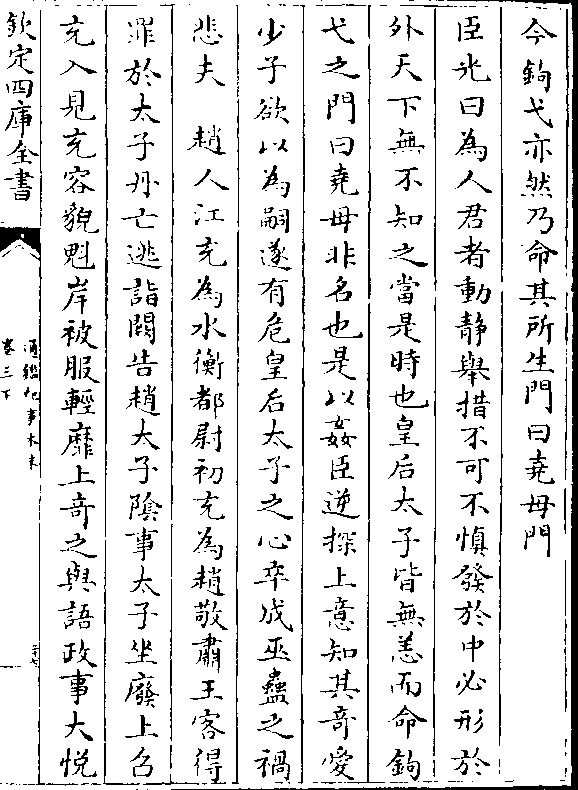 今鉤弋亦然乃命其所生門曰堯母門
臣光曰為人君者動靜舉措不可不慎發於中必形於
外天下無不知之當是時也皇后太子皆無恙而命鉤
弋之門曰堯母非名也是以姦臣逆探上意知其奇愛
少子欲以為嗣遂有危皇后太子之心卒成巫蠱之禍
悲夫　趙人江充為水衡都尉初充為趙敬肅王客得
罪於太子丹亡逃詣闕告趙太子陰事太子坐廢上召
充入見充容貌魁岸被服輕靡上奇之與語政事大悅
欽定四庫全書
通鑑紀事本末
卷三下